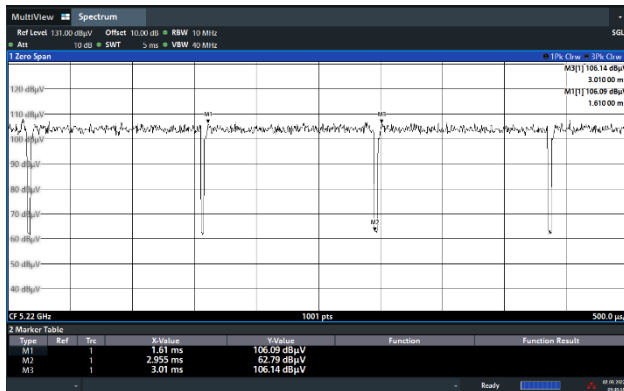 MultiView Spectrum
Ref Level 131.00 dBµV Offset 10.00 dB RBW 10 MHz
SGL
Att 10 dB SWT 5 ms VBW 40 MHz
1 Zero Span 1Pk Clrw 3Pk Clrw
M3[1] 106.14 dBµV
3.010 00 ms
M1[1] 106.09 dBµV
1.610 00 ms
120 dBµV
110 dBµV
M1 M3
100 dBµV
90 dBµV
80 dBµV
70 dBµV
M2
60 dBµV
50 dBµV
40 dBµV
CF 5.22 GHz 1001 pts 500.0 µs/
2 Marker Table
Type Ref Trc X-Value Y-Value Function Function Result
M1 1 1.61 ms 106.09 dBµV
M2 1 2.955 ms 62.79 dBµV
M3 1 3.01 ms 106.14 dBµV
Ready